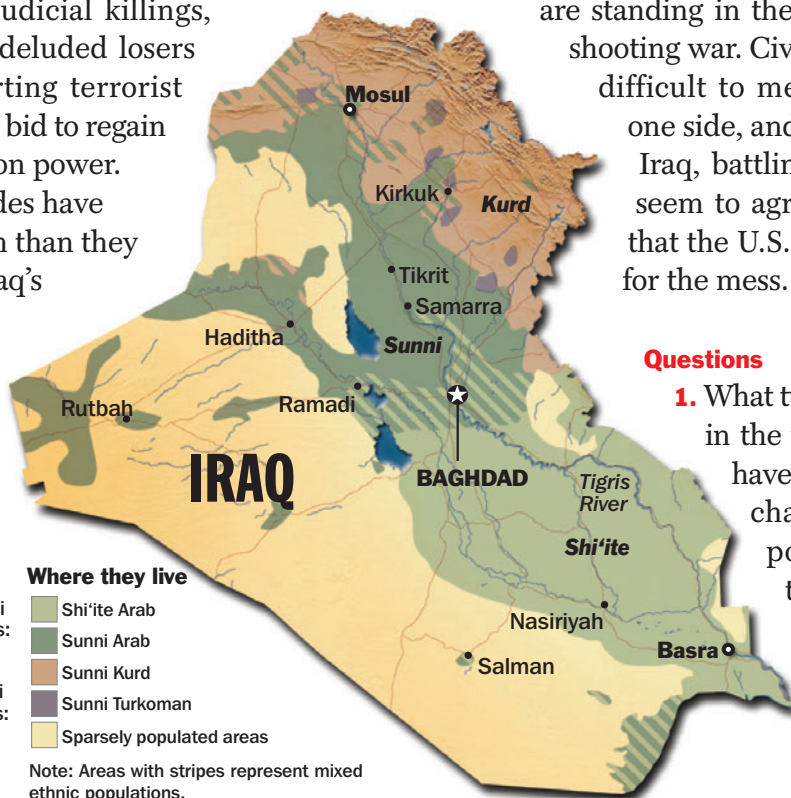 udicial killings,
deluded losers
rting terrorist
bid to regain
on power.
des have
n than they
aq's
are standing in the
shooting war. Civ
difficult to me
one side, and
Iraq, battlin
seem to agr
that the U.S.
for the mess.
Mosul
Kirkuk
Kurd
Tikrit
Samarra
Haditha
Sunni
Ramadi
Rutbah
IRAQ
BAGHDAD
Tigris
River
Shi‘ite
Nasiriyah
Basra
Salman
Questions
1. What tw
in the
have
cha
po
t
Where they live
i
s:
i
s:
Shi‘ite Arab
Sunni Arab
Sunni Kurd
Sunni Turkoman
Sparsely populated areas
Note: Areas with stripes represent mixed
ethnic populations.